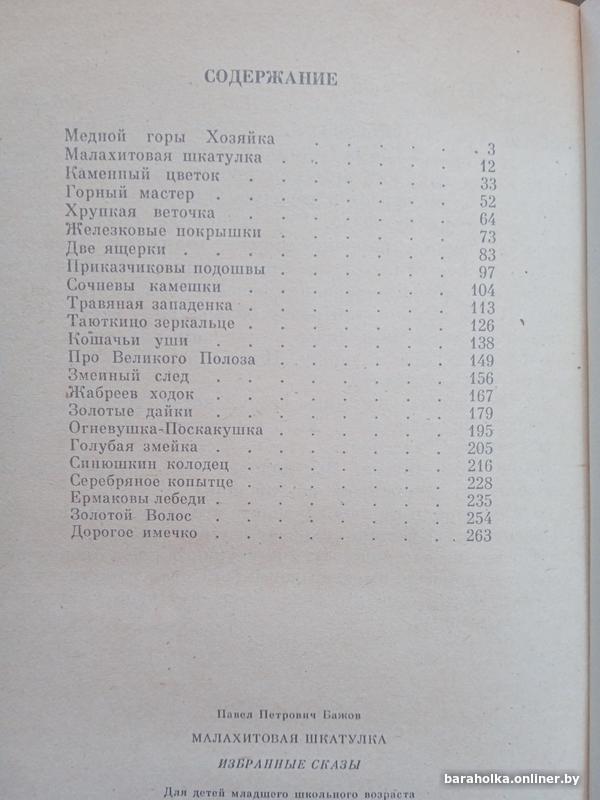 СОДЕРЖАНИЕ
Медной горы Хозяйка . . . . . 3
Малахитовая шкатулка . . . . . . 12
Каменный цветок . . . . . . . 33
Горный мастер . . . . . . . 52
Хрупкая веточка . . . . . . . 64
Железковые покрышки . . . . . . 73
Две ящерки . . . . . . . . 83
Приказчиковы подошвы . . . . . . 97
Сочневы камешки . . . . . . . 104
Травяная западенка . . . . . . . 113
Таюткино зеркальце . . . . . . . 126
Кошачьи уши . . . . . . . 138
Про Великого Полоза . . . . . . 149
Змеиный след . . . . . . . 156
Жабреев ходок . . . . . . . 167
Золотые дайки . . . . . . . 179
Огневушка-Поскакушка . . . . . . 195
Голубая змейка . . . . . . . 205
Синюшкин колодец . . . . . . . 216
Серебряное копытце . . . . . . . 228
Ермаковы лебеди . . . . . . . 235
Золотой Волос . . . . . . . 254
Дорогое имечко . . . . . . . . 263
Павел Петрович Бажов
МАЛАХИТОВАЯ ШКАТУЛКА
ИЗБРАННЫЕ СКАЗЫ
Для детей младшего школьного возраста
baraholka.onliner.by